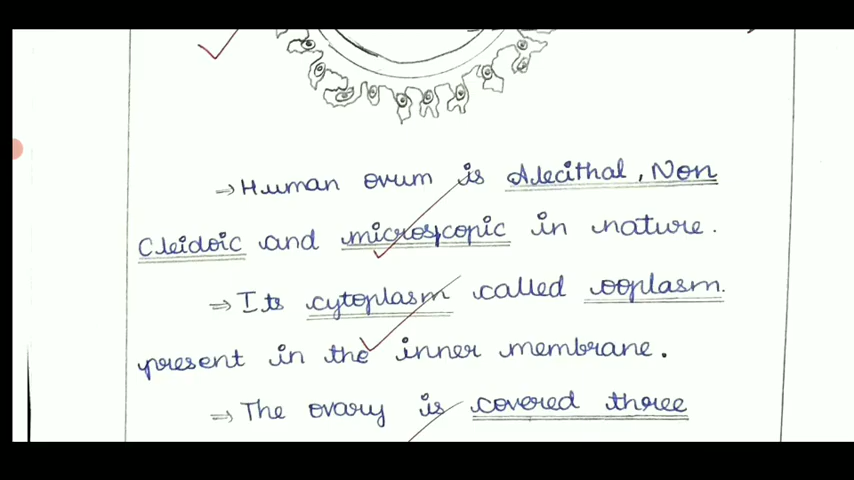 → Human ovum is Alecithal, Non
Cleidoic and microscopic in nature.
→ Its cytoplasm called ooplasm.
present in the inner membrane.
→ The ovary is covered three